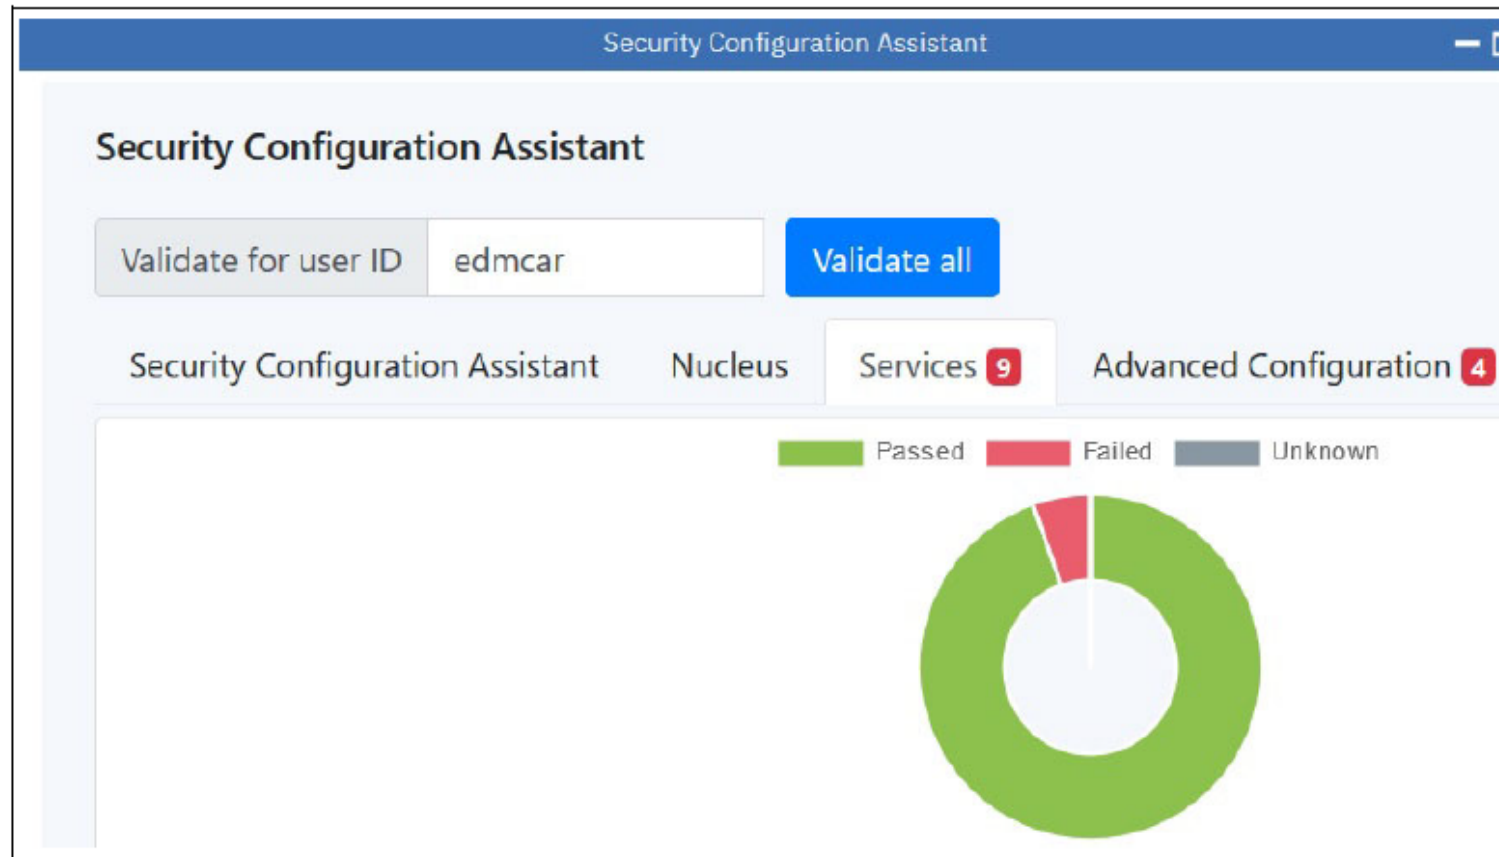 Security Configuration Assistant
Security Configuration Assistant
Validate for user ID edmcar Validate all
Security Configuration Assistant Nucleus Services 9 Advanced Configuration 4
Passed Failed Unknown